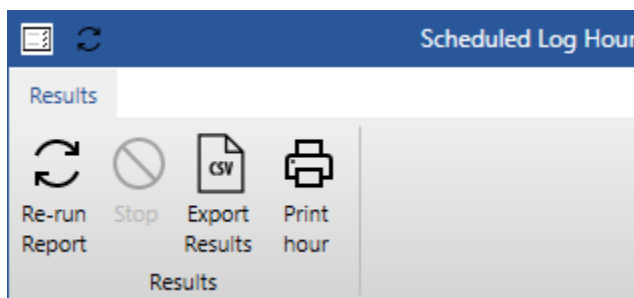 Scheduled Log Hour
Results
CSV
Re-run Report
Stop
Export Results
Print hour
Results